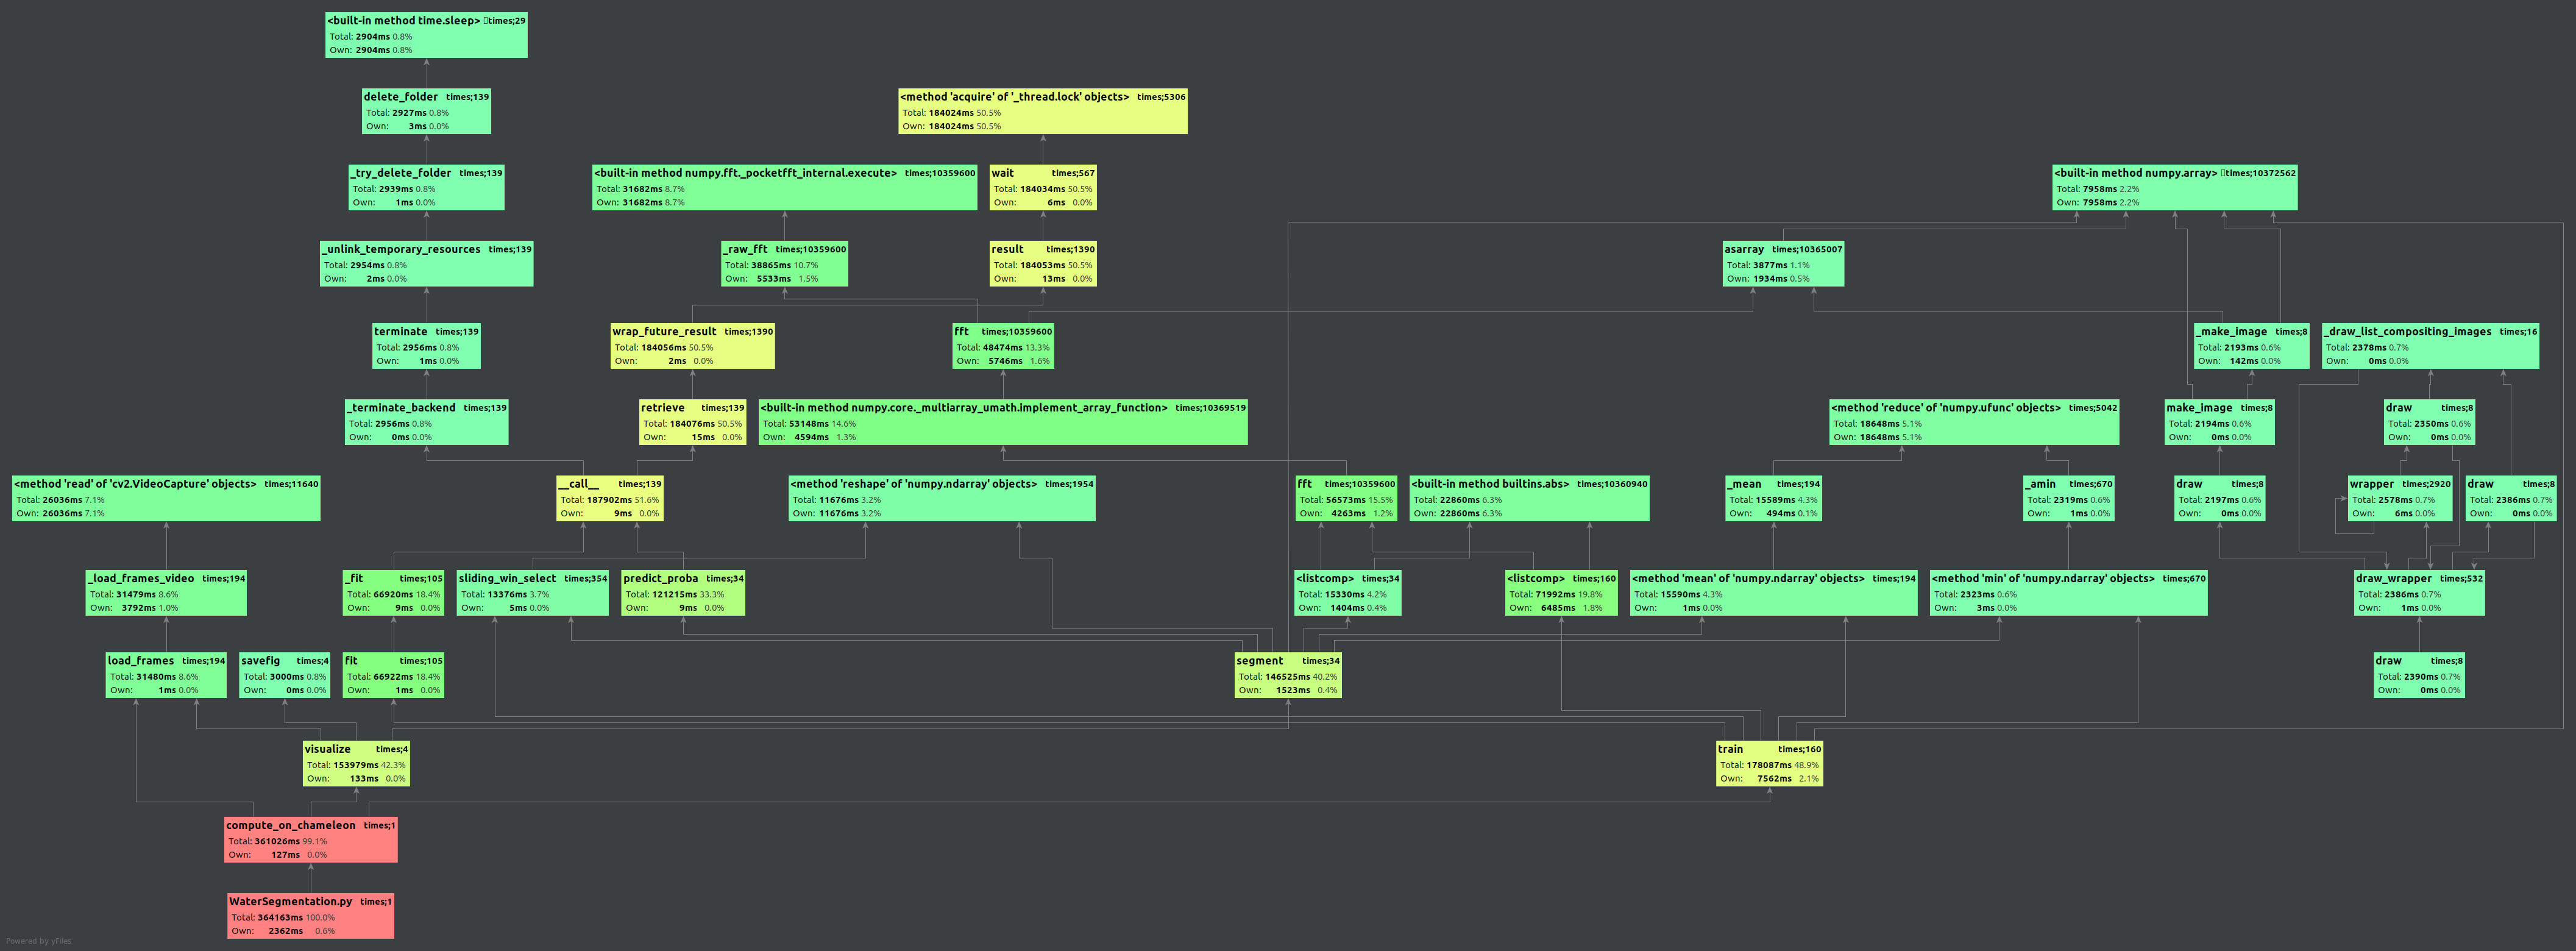 <built-in method time.sleep> times;29
Total: 2904ms 0.8%
Own: 2904ms 0.8%
delete_folder times;139
Total: 2927ms 0.8%
Own: 3ms 0.0%
<method 'acquire' of '_thread.lock' objects> times;5306
Total: 184024ms 50.5%
Own: 184024ms 50.5%
_try_delete_folder times;139
Total: 2939ms 0.8%
Own: 1ms 0.0%
<built-in method numpy.fft._pocketfft_internal.execute> times;10359600
Total: 31682ms 8.7%
Own: 31682ms 8.7%
wait times;567
Total: 184034ms 50.5%
Own: 6ms 0.0%
<built-in method numpy.array> times;10372562
Total: 7958ms 2.2%
Own: 7958ms 2.2%
_unlink_temporary_resources times;139
Total: 2954ms 0.8%
Own: 2ms 0.0%
_raw_fft times;10359600
Total: 38865ms 10.7%
Own: 5533ms 1.5%
result times;1390
Total: 184053ms 50.5%
Own: 13ms 0.0%
asarray times;10365007
Total: 3877ms 1.1%
Own: 1934ms 0.5%
terminate times;139
Total: 2956ms 0.8%
Own: 1ms 0.0%
wrap_future_result times;1390
Total: 184056ms 50.5%
Own: 2ms 0.0%
fft times;10359600
Total: 48474ms 13.3%
Own: 5746ms 1.6%
_make_image times;8
Total: 2193ms 0.6%
Own: 142ms 0.0%
_draw_list_compositing_images times;16
Total: 2378ms 0.7%
Own: 0ms 0.0%
_terminate_backend times;139
Total: 2956ms 0.8%
Own: 0ms 0.0%
retrieve times;139
Total: 184076ms 50.5%
Own: 15ms 0.0%
<built-in method numpy.core._multiarray_umath.implement_array_function> times;10369519
Total: 53148ms 14.6%
Own: 4594ms 1.3%
<method 'reduce' of 'numpy.ufunc' objects> times;5042
Total: 18648ms 5.1%
Own: 18648ms 5.1%
make_image times;8
Total: 2194ms 0.6%
Own: 0ms 0.0%
draw times;8
Total: 2350ms 0.6%
Own: 0ms 0.0%
<method 'read' of 'cv2.VideoCapture' objects> times;11640
Total: 26036ms 7.1%
Own: 26036ms 7.1%
__call__ times;139
Total: 187902ms 51.6%
Own: 9ms 0.0%
<method 'reshape' of 'numpy.ndarray' objects> times;1954
Total: 11676ms 3.2%
Own: 11676ms 3.2%
fft times;10359600
Total: 56573ms 15.5%
Own: 4263ms 1.2%
<built-in method builtins.abs> times;10360940
Total: 22860ms 6.3%
Own: 22860ms 6.3%
_mean times;194
Total: 15589ms 4.3%
Own: 494ms 0.1%
_amin times;670
Total: 2319ms 0.6%
Own: 1ms 0.0%
draw times;8
Total: 2197ms 0.6%
Own: 0ms 0.0%
wrapper times;2920
Total: 2578ms 0.7%
Own: 6ms 0.0%
draw times;8
Total: 2386ms 0.7%
Own: 0ms 0.0%
_load_frames_video times;194
Total: 31479ms 8.6%
Own: 3792ms 1.0%
_fit times;105
Total: 66920ms 18.4%
Own: 9ms 0.0%
sliding_win_select times;354
Total: 13376ms 3.7%
Own: 5ms 0.0%
predict_proba times;34
Total: 121215ms 33.3%
Own: 9ms 0.0%
<listcomp> times;34
Total: 15330ms 4.2%
Own: 1404ms 0.4%
<listcomp> times;160
Total: 71992ms 19.8%
Own: 6485ms 1.8%
<method 'mean' of 'numpy.ndarray' objects> times;194
Total: 15590ms 4.3%
Own: 1ms 0.0%
<method 'min' of 'numpy.ndarray' objects> times;670
Total: 2323ms 0.6%
Own: 3ms 0.0%
draw_wrapper times;532
Total: 2386ms 0.7%
Own: 1ms 0.0%
load_frames times;194
Total: 31480ms 8.6%
Own: 1ms 0.0%
savefig times;4
Total: 3000ms 0.8%
Own: 0ms 0.0%
fit times;105
Total: 66922ms 18.4%
Own: 1ms 0.0%
segment times;34
Total: 146525ms 40.2%
Own: 1523ms 0.4%
draw times;8
Total: 2390ms 0.7%
Own: 0ms 0.0%
visualize times;4
Total: 153979ms 42.3%
Own: 133ms 0.0%
train times;160
Total: 178087ms 48.9%
Own: 7562ms 2.1%
compute_on_chameleon times;1
Total: 361026ms 99.1%
Own: 127ms 0.0%
WaterSegmentation.py times;1
Total: 364163ms 100.0%
Own: 2362ms 0.6%
Powered by yFiles